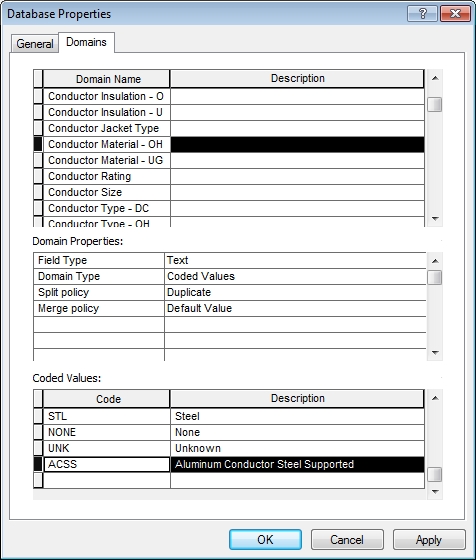 Database Properties
General Domains
Domain Name Description
Conductor Insulation - O
Conductor Insulation - U
Conductor Jacket Type
Conductor Material - OH
Conductor Material - UG
Conductor Rating
Conductor Size
Conductor Type - DC
Conductor Type - OH
Domain Properties:
Field Type Text
Domain Type Coded Values
Split policy Duplicate
Merge policy Default Value
Coded Values:
Code Description
STL Steel
NONE None
UNK Unknown
ACSS Aluminum Conductor Steel Supported
OK Cancel Apply